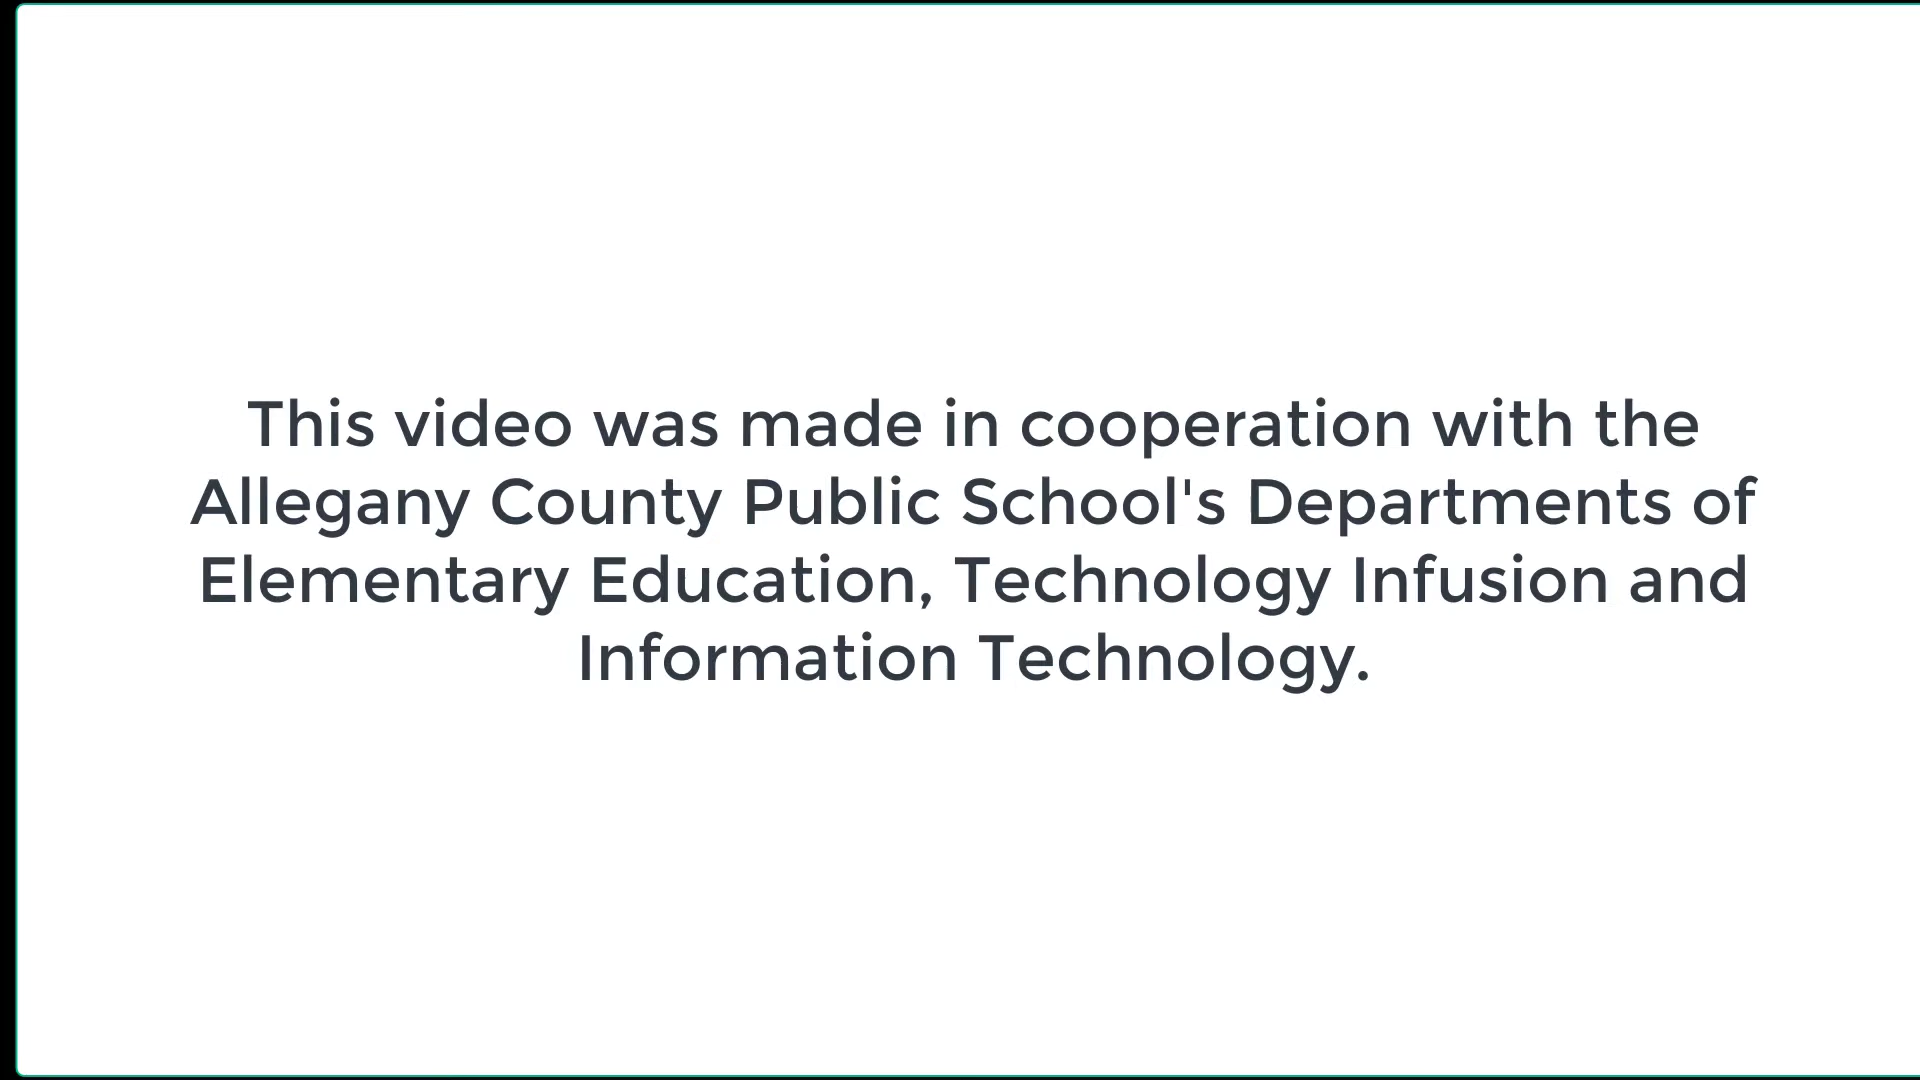 This video was made in cooperation with the
Allegany County Public School's Departments of
Elementary Education, Technology Infusion and
Information Technology.